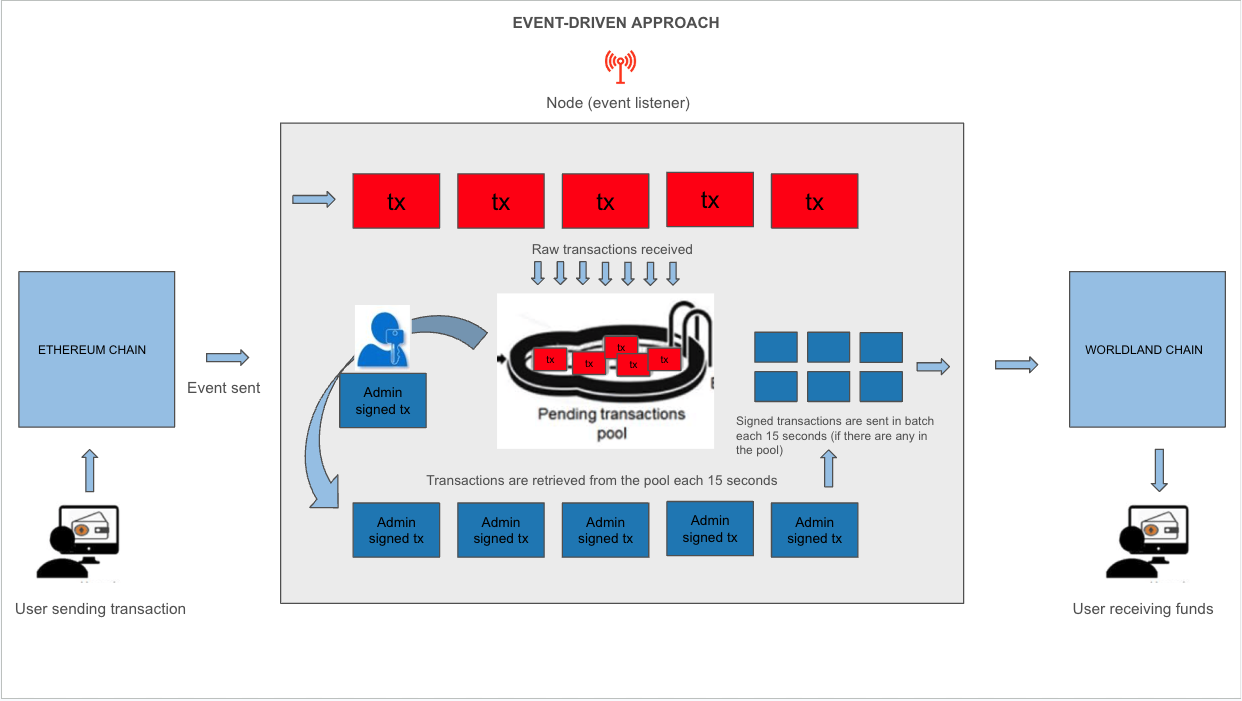 EVENT-DRIVEN APPROACH
Node (event listener)
tx
tx
tx
tx
tx
Raw transactions received
ETHEREUM CHAIN
Event sent
Admin
signed tx
tx
tx
tx
tx
tx
Pending transactions
pool
Signed transactions are sent in batch
each 15 seconds (if there are any in
the pool)
WORLDLAND CHAIN
Transactions are retrieved from the pool each 15 seconds
Admin
signed tx
Admin
signed tx
Admin
signed tx
Admin
signed tx
Admin
signed tx
User sending transaction
User receiving funds